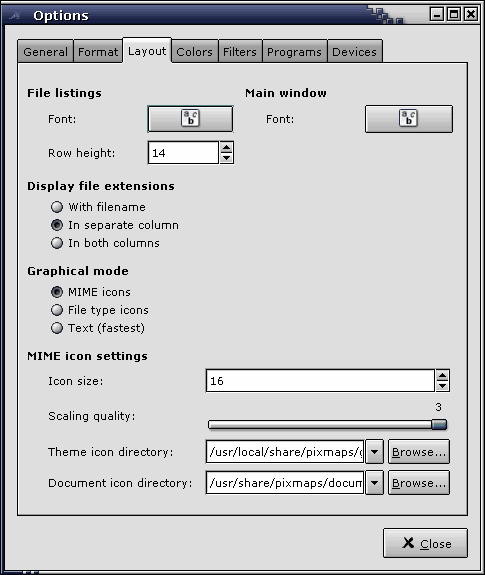 Options
General Format Layout Colors Filters Programs Devices
File listings Main window
Font: abc Font: abc
Row height: 14
Display file extensions
With filename
In separate column
In both columns
Graphical mode
MIME icons
File type icons
Text (fastest)
MIME icon settings
Icon size: 16
3
Scaling quality:
Theme icon directory: /usr/local/share/pixmaps/ Browse...
Document icon directory: /usr/share/pixmaps/docum Browse...
Close